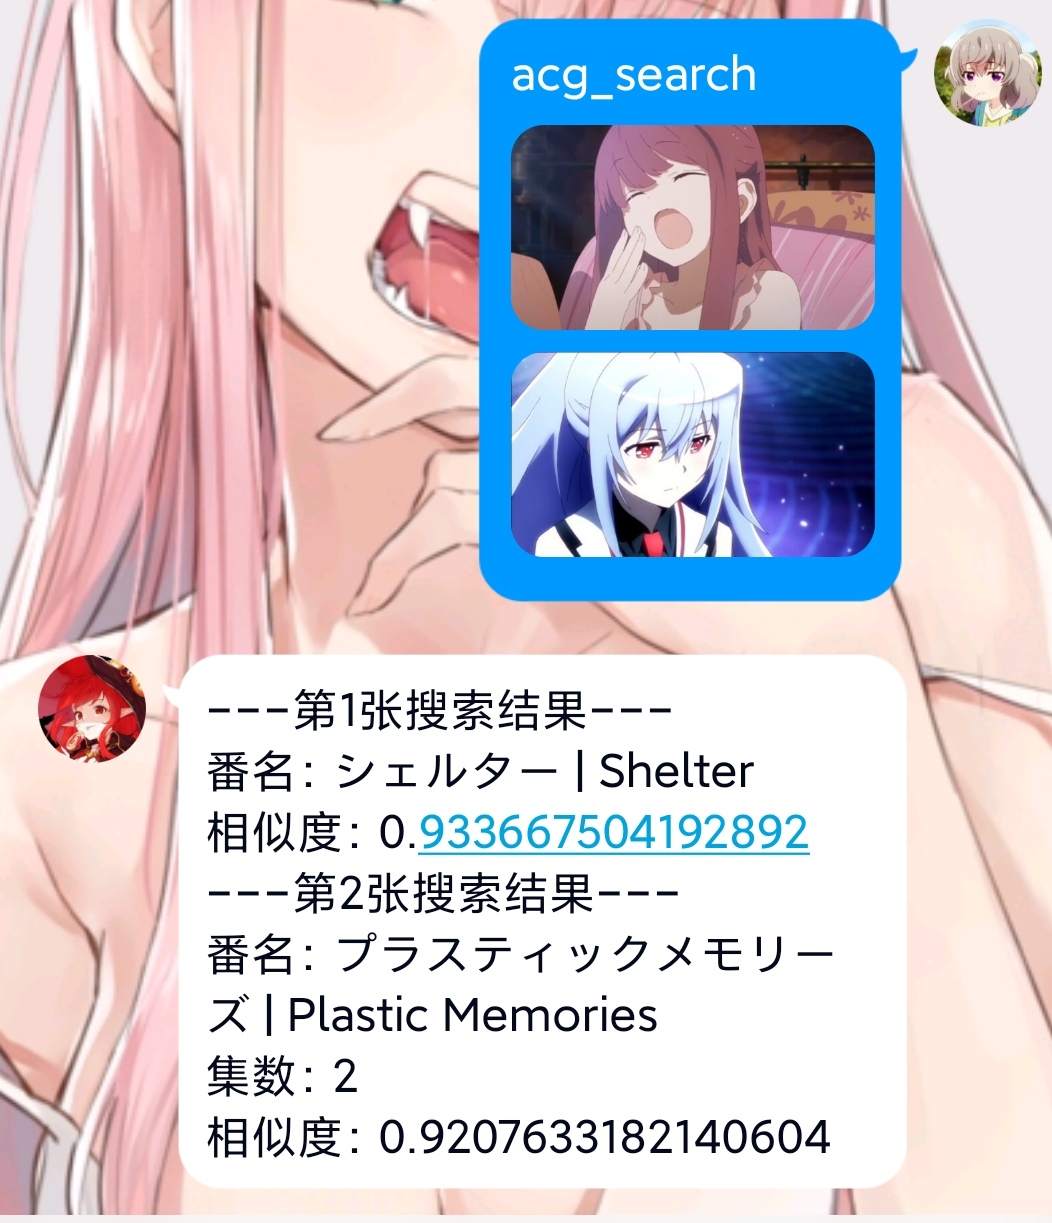 acg_search
---第1张搜索结果---
番名: シェルター | Shelter
相似度: 0.933667504192892
---第2张搜索结果---
番名: プラスティックメモリー
ズ | Plastic Memories
集数: 2
相似度: 0.9207633182140604